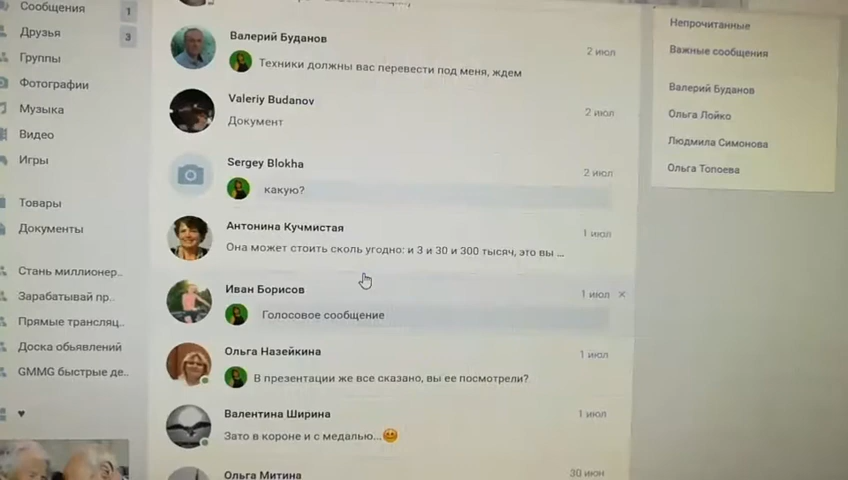 Сообщения
1
Друзья
3
Группы
Фотографии
Музыка
Видео
Игры
Товары
Документы
Стань миллионер..
Зарабатывай пр..
Прямые трансляц..
Доска обьявлений
GMMG быстрые де..
Валерий Буданов
2 июл
Техники должны вас перевести под меня, ждем
Valeriy Budanov
2 июл
Документ
Sergey Blokha
2 июл
какую?
Антонина Кучмистая
1 июл
Она может стоить сколь угодно: и 3 и 30 и 300 тысяч, это вы ...
Иван Борисов
1 июл
Голосовое сообщение
Ольга Назейкина
1 июл
В презентации же все сказано, вы ее посмотрели?
Валентина Ширина
1 июл
Зато в короне и с медалью...
Ольга Митина
30 июн
Непрочитанные
Важные сообщения
Валерий Буданов
Ольга Лойко
Людмила Симонова
Ольга Топоева